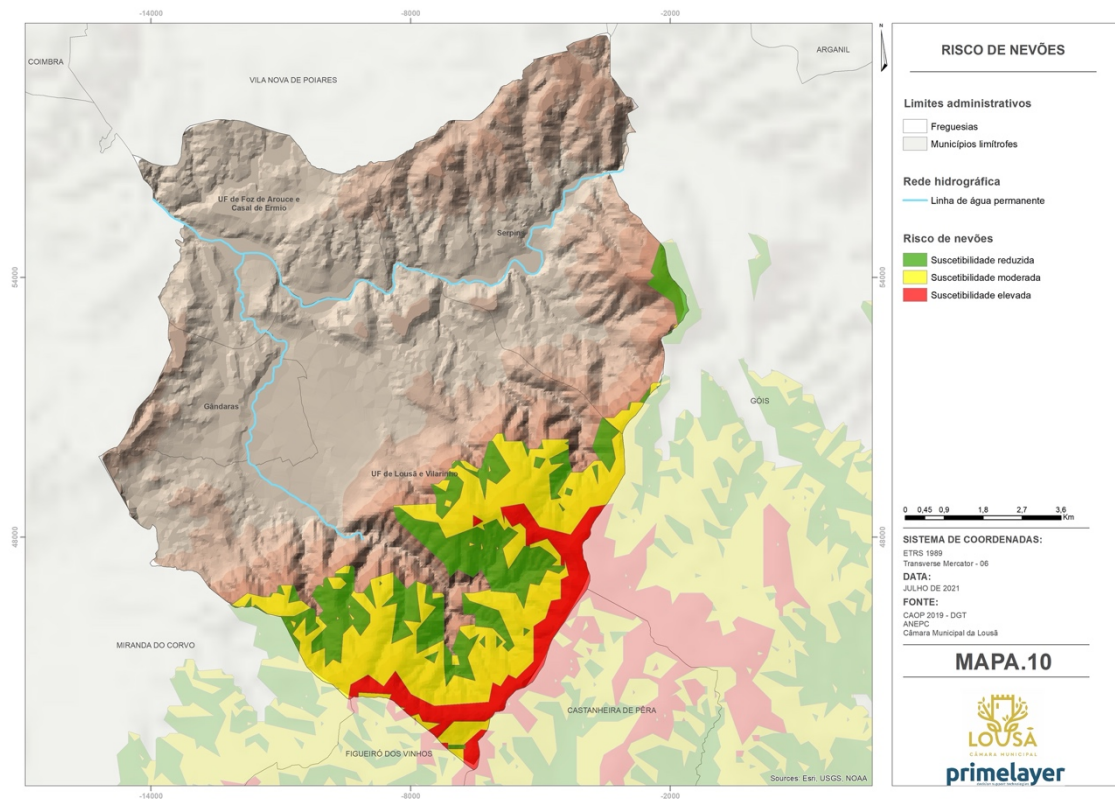 -14000
-8000
-2000
COIMBRA
VILA NOVA DE POIARES
ARGANIL
UF de Foz de Arouce e
Casal de Ermio
Serpins
54000
54000
Gândaras
GÓIS
UF de Lousã e Vilarinho
48000
48000
MIRANDA DO CORVO
CASTANHEIRA DE PÊRA
FIGUEIRÓ DOS VINHOS
Sources: Esri, USGS, NOAA
-14000
-8000
-2000
N
RISCO DE NEVÕES
Limites administrativos
Freguesias
Municípios limítrofes
Rede hidrográfica
Linha de água permanente
Risco de nevões
Suscetibilidade reduzida
Suscetibilidade moderada
Suscetibilidade elevada
0 0,45 0,9 1,8 2,7 3,6
Km
SISTEMA DE COORDENADAS:
ETRS 1989
Transverse Mercator - 06
DATA:
JULHO DE 2021
FONTE:
CAOP 2019 - DGT
ANEPC
Câmara Municipal da Lousã
MAPA.10
LOUSÃ
CÂMARA MUNICIPAL
primelayer